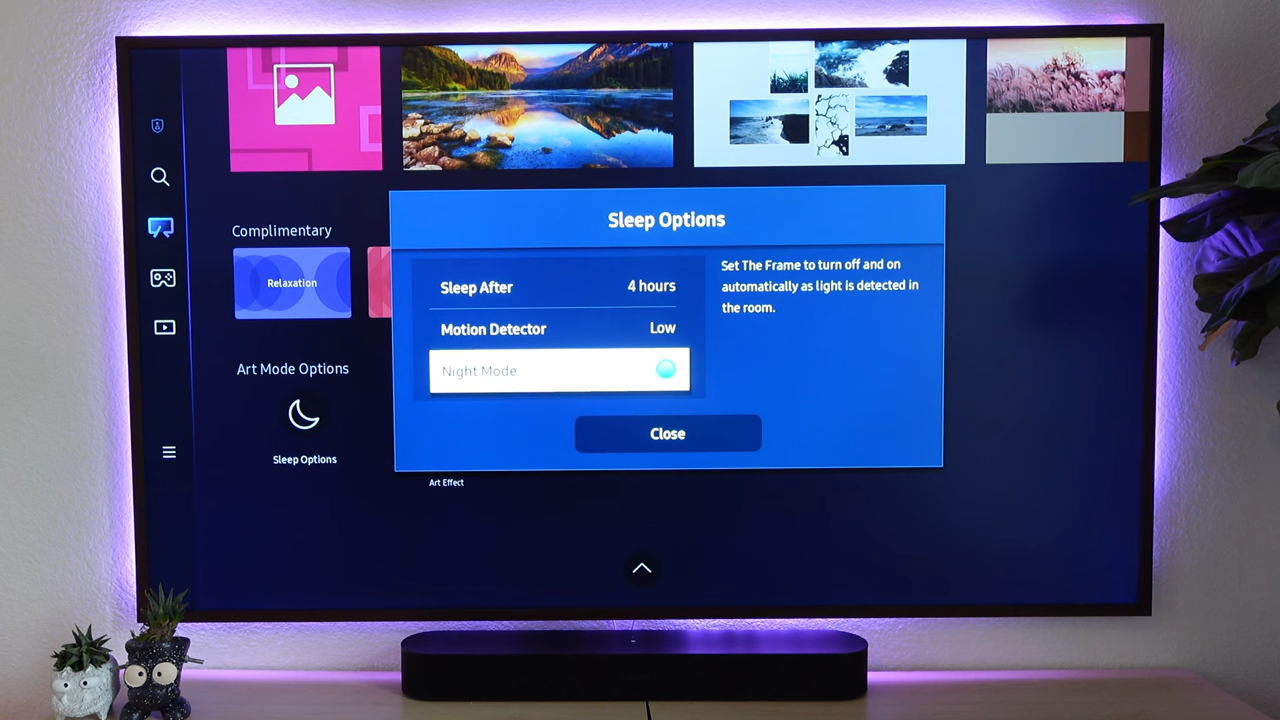 Sleep Options
Sleep After 4 hours
Motion Detector Low
Night Mode
Set The Frame to turn off and on
automatically as light is detected in
the room.
Close
Complimentary
Relaxation
Art Mode Options
Sleep Options
Art Effect